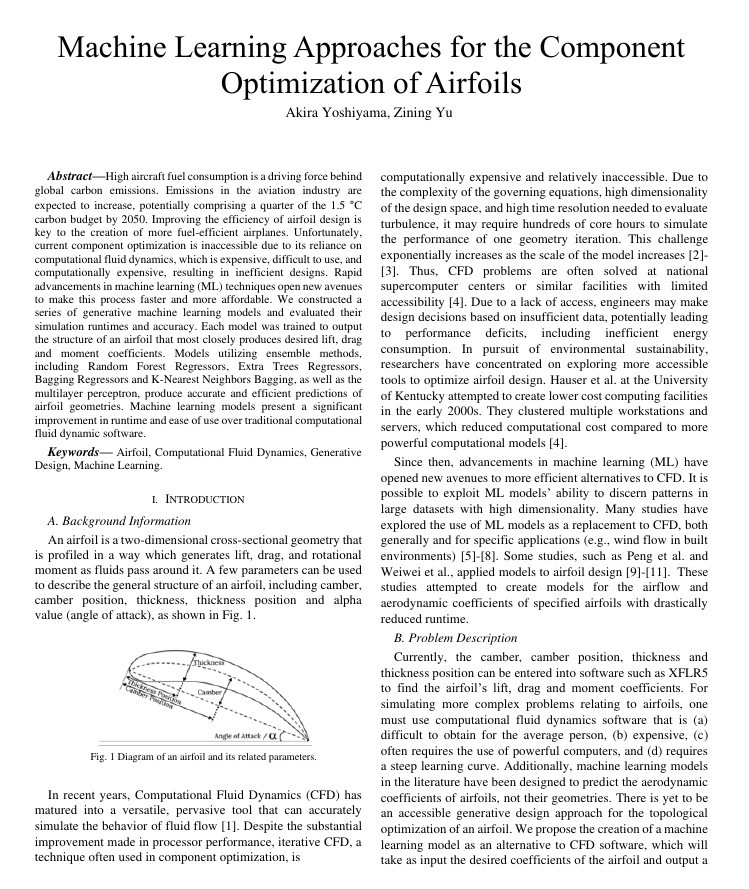 Machine Learning Approaches for the Component
Optimization of Airfoils
Akira Yoshiyama, Zining Yu
Abstract—High aircraft fuel consumption is a driving force behind
global carbon emissions. Emissions in the aviation industry are
expected to increase, potentially comprising a quarter of the 1.5 °C
carbon budget by 2050. Improving the efficiency of airfoil design is
key to the creation of more fuel-efficient airplanes. Unfortunately,
current component optimization is inaccessible due to its reliance on
computational fluid dynamics, which is expensive, difficult to use, and
computationally expensive, resulting in inefficient designs. Rapid
advancements in machine learning (ML) techniques open new avenues
to make this process faster and more affordable. We constructed a
series of generative machine learning models and evaluated their
simulation runtimes and accuracy. Each model was trained to output
the structure of an airfoil that most closely produces desired lift, drag
and moment coefficients. Models utilizing ensemble methods,
including Random Forest Regressors, Extra Trees Regressors,
Bagging Regressors and K-Nearest Neighbors Bagging, as well as the
multilayer perceptron, produce accurate and efficient predictions of
airfoil geometries. Machine learning models present a significant
improvement in runtime and ease of use over traditional computational
fluid dynamic software.
Keywords— Airfoil, Computational Fluid Dynamics, Generative
Design, Machine Learning.
I. INTRODUCTION
A. Background Information
An airfoil is a two-dimensional cross-sectional geometry that
is profiled in a way which generates lift, drag, and rotational
moment as fluids pass around it. A few parameters can be used
to describe the general structure of an airfoil, including camber,
camber position, thickness, thickness position and alpha
value (angle of attack), as shown in Fig. 1.
Thickness
Camber
Thickness Position
Camber Position
Angle of Attack / α
Fig. 1 Diagram of an airfoil and its related parameters.
In recent years, Computational Fluid Dynamics (CFD) has
matured into a versatile, pervasive tool that can accurately
simulate the behavior of fluid flow [1]. Despite the substantial
improvement made in processor performance, iterative CFD, a
technique often used in component optimization, is
computationally expensive and relatively inaccessible. Due to
the complexity of the governing equations, high dimensionality
of the design space, and high time resolution needed to evaluate
turbulence, it may require hundreds of core hours to simulate
the performance of one geometry iteration. This challenge
exponentially increases as the scale of the model increases [2]-
[3]. Thus, CFD problems are often solved at national
supercomputer centers or similar facilities with limited
accessibility [4]. Due to a lack of access, engineers may make
design decisions based on insufficient data, potentially leading
to performance deficits, including inefficient energy
consumption. In pursuit of environmental sustainability,
researchers have concentrated on exploring more accessible
tools to optimize airfoil design. Hauser et al. at the University
of Kentucky attempted to create lower cost computing facilities
in the early 2000s. They clustered multiple workstations and
servers, which reduced computational cost compared to more
powerful computational models [4].
Since then, advancements in machine learning (ML) have
opened new avenues to more efficient alternatives to CFD. It is
possible to exploit ML models’ ability to discern patterns in
large datasets with high dimensionality. Many studies have
explored the use of ML models as a replacement to CFD, both
generally and for specific applications (e.g., wind flow in built
environments) [5]-[8]. Some studies, such as Peng et al. and
Weiwei et al., applied models to airfoil design [9]-[11]. These
studies attempted to create models for the airflow and
aerodynamic coefficients of specified airfoils with drastically
reduced runtime.
B. Problem Description
Currently, the camber, camber position, thickness and
thickness position can be entered into software such as XFLR5
to find the airfoil’s lift, drag and moment coefficients. For
simulating more complex problems relating to airfoils, one
must use computational fluid dynamics software that is (a)
difficult to obtain for the average person, (b) expensive, (c)
often requires the use of powerful computers, and (d) requires
a steep learning curve. Additionally, machine learning models
in the literature have been designed to predict the aerodynamic
coefficients of airfoils, not their geometries. There is yet to be
an accessible generative design approach for the topological
optimization of an airfoil. We propose the creation of a machine
learning model as an alternative to CFD software, which will
take as input the desired coefficients of the airfoil and output a